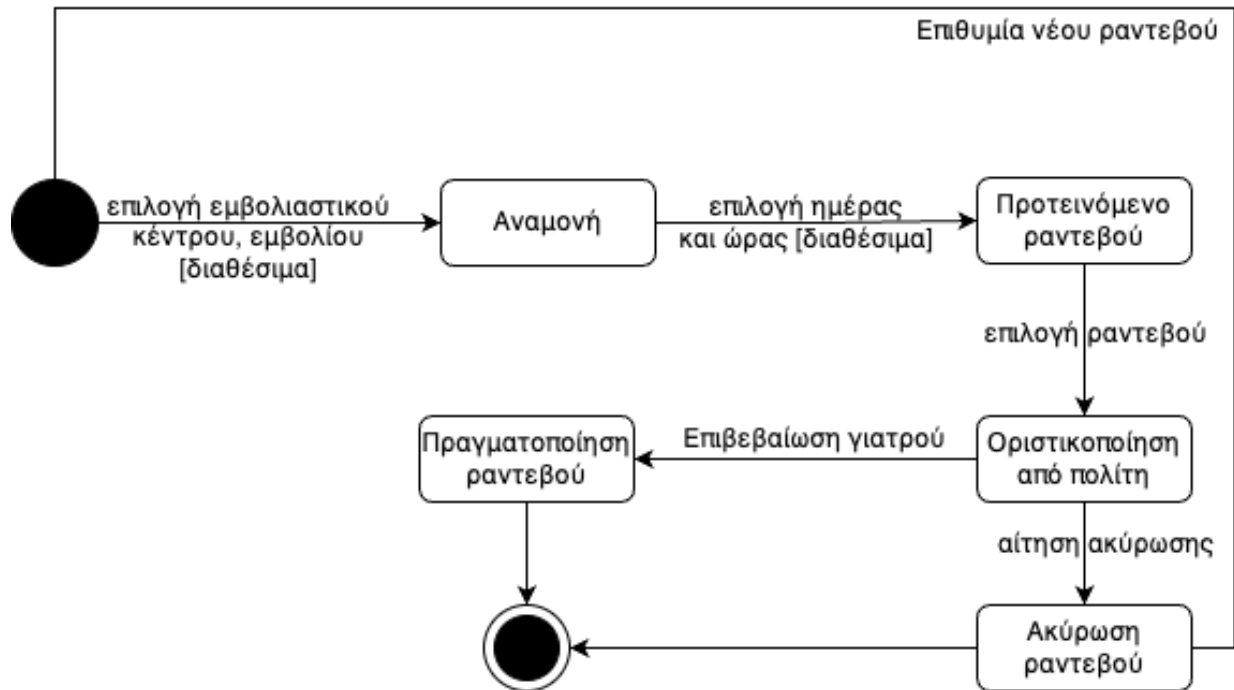 Επιθυμία νέου ραντεβού
επιλογή εμβολιαστικού
κέντρου, εμβολίου
[διαθέσιμα]
Αναμονή
επιλογή ημέρας
και ώρας [διαθέσιμα]
Προτεινόμενο
ραντεβού
επιλογή ραντεβού
Πραγματοποίηση
ραντεβού
Επιβεβαίωση γιατρού
Οριστικοποίηση
από πολίτη
αίτηση ακύρωσης
Ακύρωση
ραντεβού